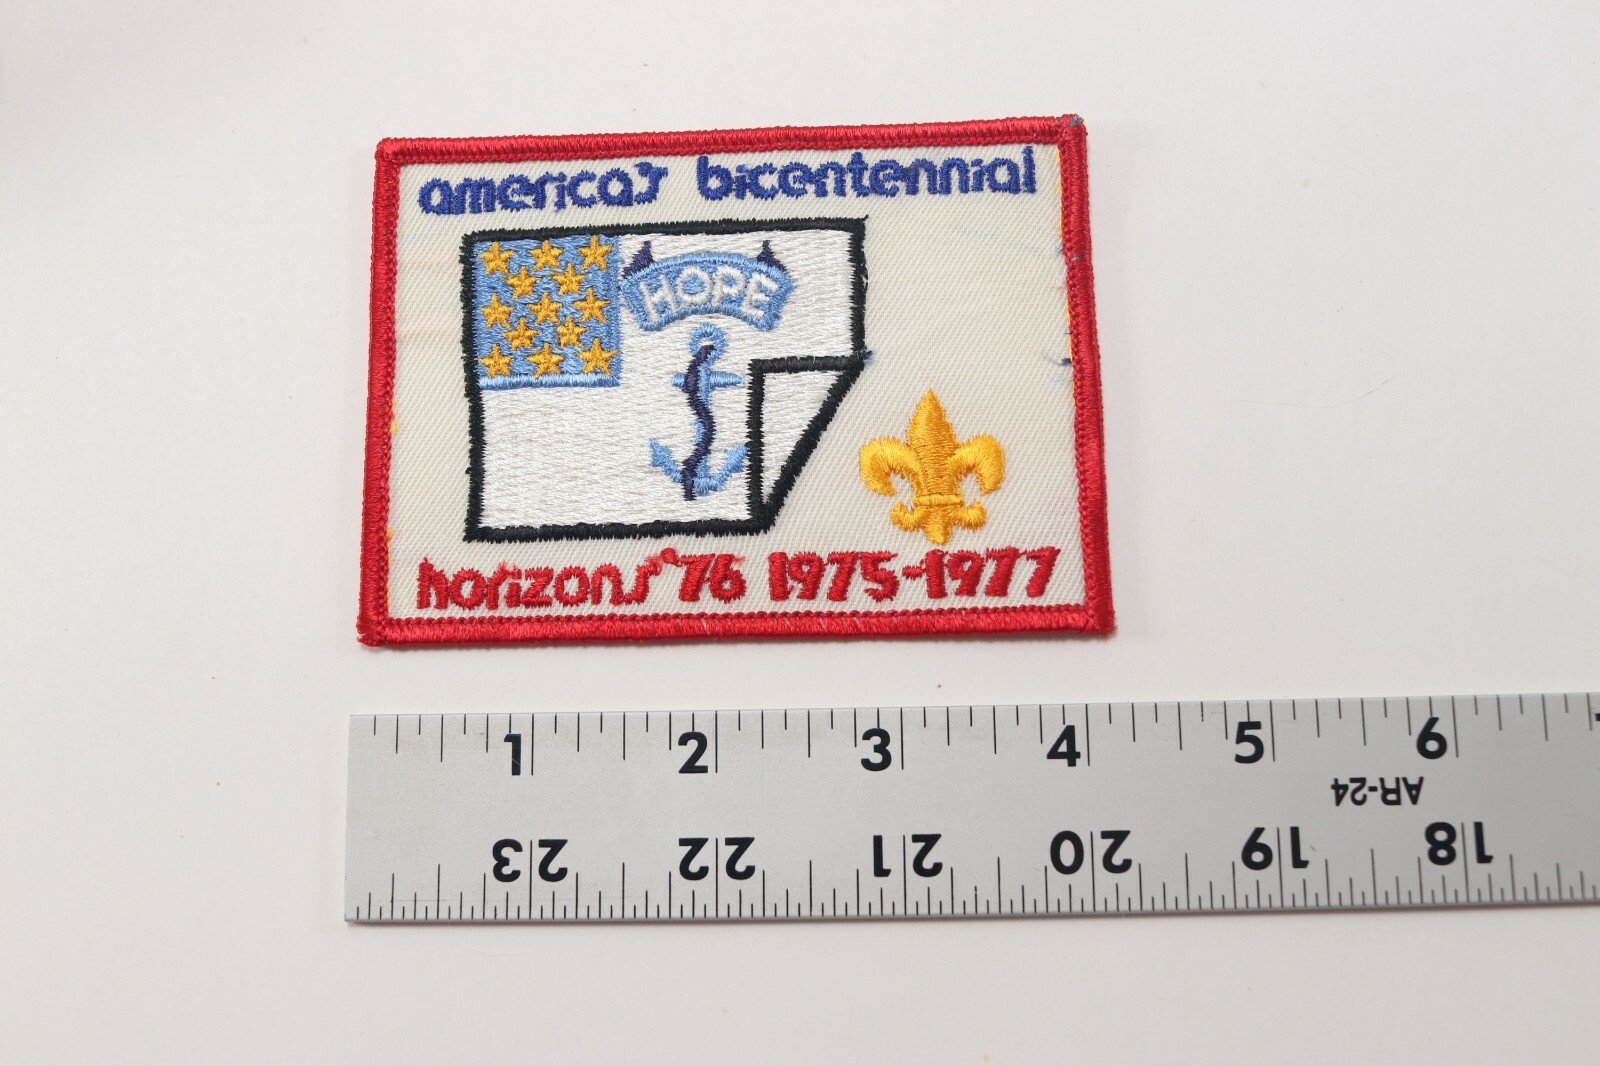 america's bicentennial
HOPE
horizons '76 1975-1977
1 2 3 4 5 6
AR-24
23 22 21 20 19 18